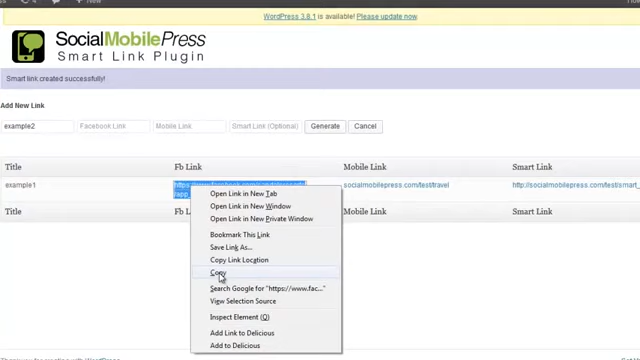 New
WordPress 3.8.1 is available! Please update now.
SocialMobilePress
Smart Link Plugin
Smart link created successfully!
Add New Link
example2 Facebook Link Mobile Link Smart Link (Optional) Generate Cancel
Title Fb Link Mobile Link Smart Link
example1 socialmobilepress.com/test/travel http://socialmobilepress.com/test/smart_
/app_
Title Fb L Mobile Link Smart Link
Open Link in New Tab
Open Link in New Window
Open Link in New Private Window
Bookmark This Link
Save Link As...
Copy Link Location
Copy
Search Google for "https://www.fac..."
View Selection Source
Inspect Element (Q)
Add Link to Delicious
Add to Delicious